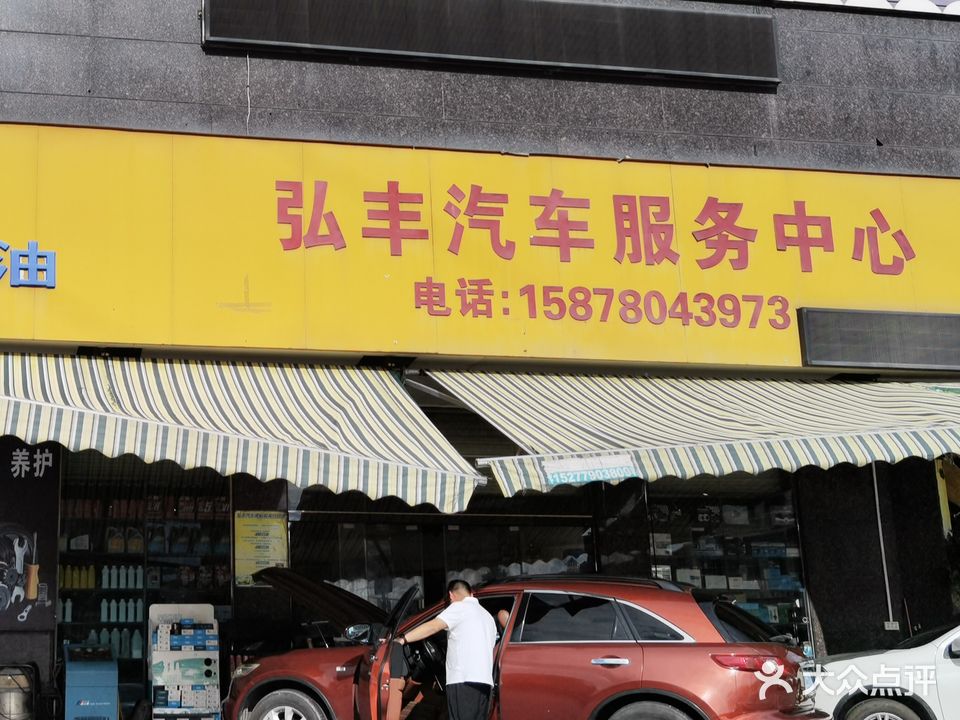 弘丰汽车服务中心
油
电话:15878043973
养护
15277903800
大众点评